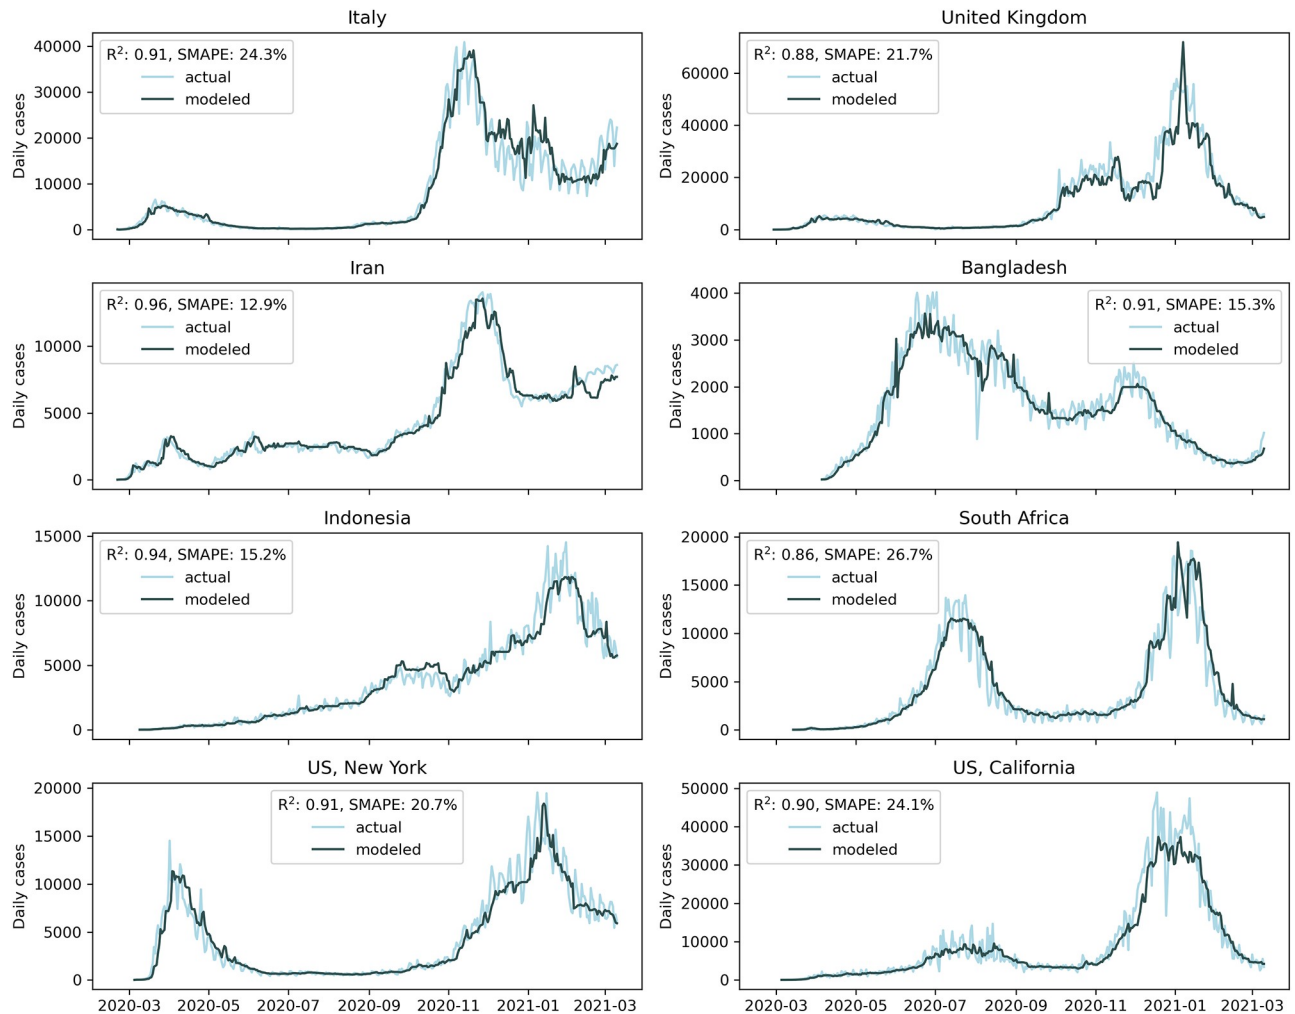 Italy
R²: 0.91, SMAPE: 24.3%
actual
modeled
Daily cases
40000
30000
20000
10000
0
United Kingdom
R²: 0.88, SMAPE: 21.7%
actual
modeled
Daily cases
60000
40000
20000
0
Iran
R²: 0.96, SMAPE: 12.9%
actual
modeled
Daily cases
10000
5000
0
Bangladesh
R²: 0.91, SMAPE: 15.3%
actual
modeled
Daily cases
4000
3000
2000
1000
0
Indonesia
R²: 0.94, SMAPE: 15.2%
actual
modeled
Daily cases
15000
10000
5000
0
South Africa
R²: 0.86, SMAPE: 26.7%
actual
modeled
Daily cases
20000
15000
10000
5000
0
US, New York
R²: 0.91, SMAPE: 20.7%
actual
modeled
Daily cases
20000
15000
10000
5000
0
2020-03 2020-05 2020-07 2020-09 2020-11 2021-01 2021-03
US, California
R²: 0.90, SMAPE: 24.1%
actual
modeled
Daily cases
50000
40000
30000
20000
10000
0
2020-03 2020-05 2020-07 2020-09 2020-11 2021-01 2021-03